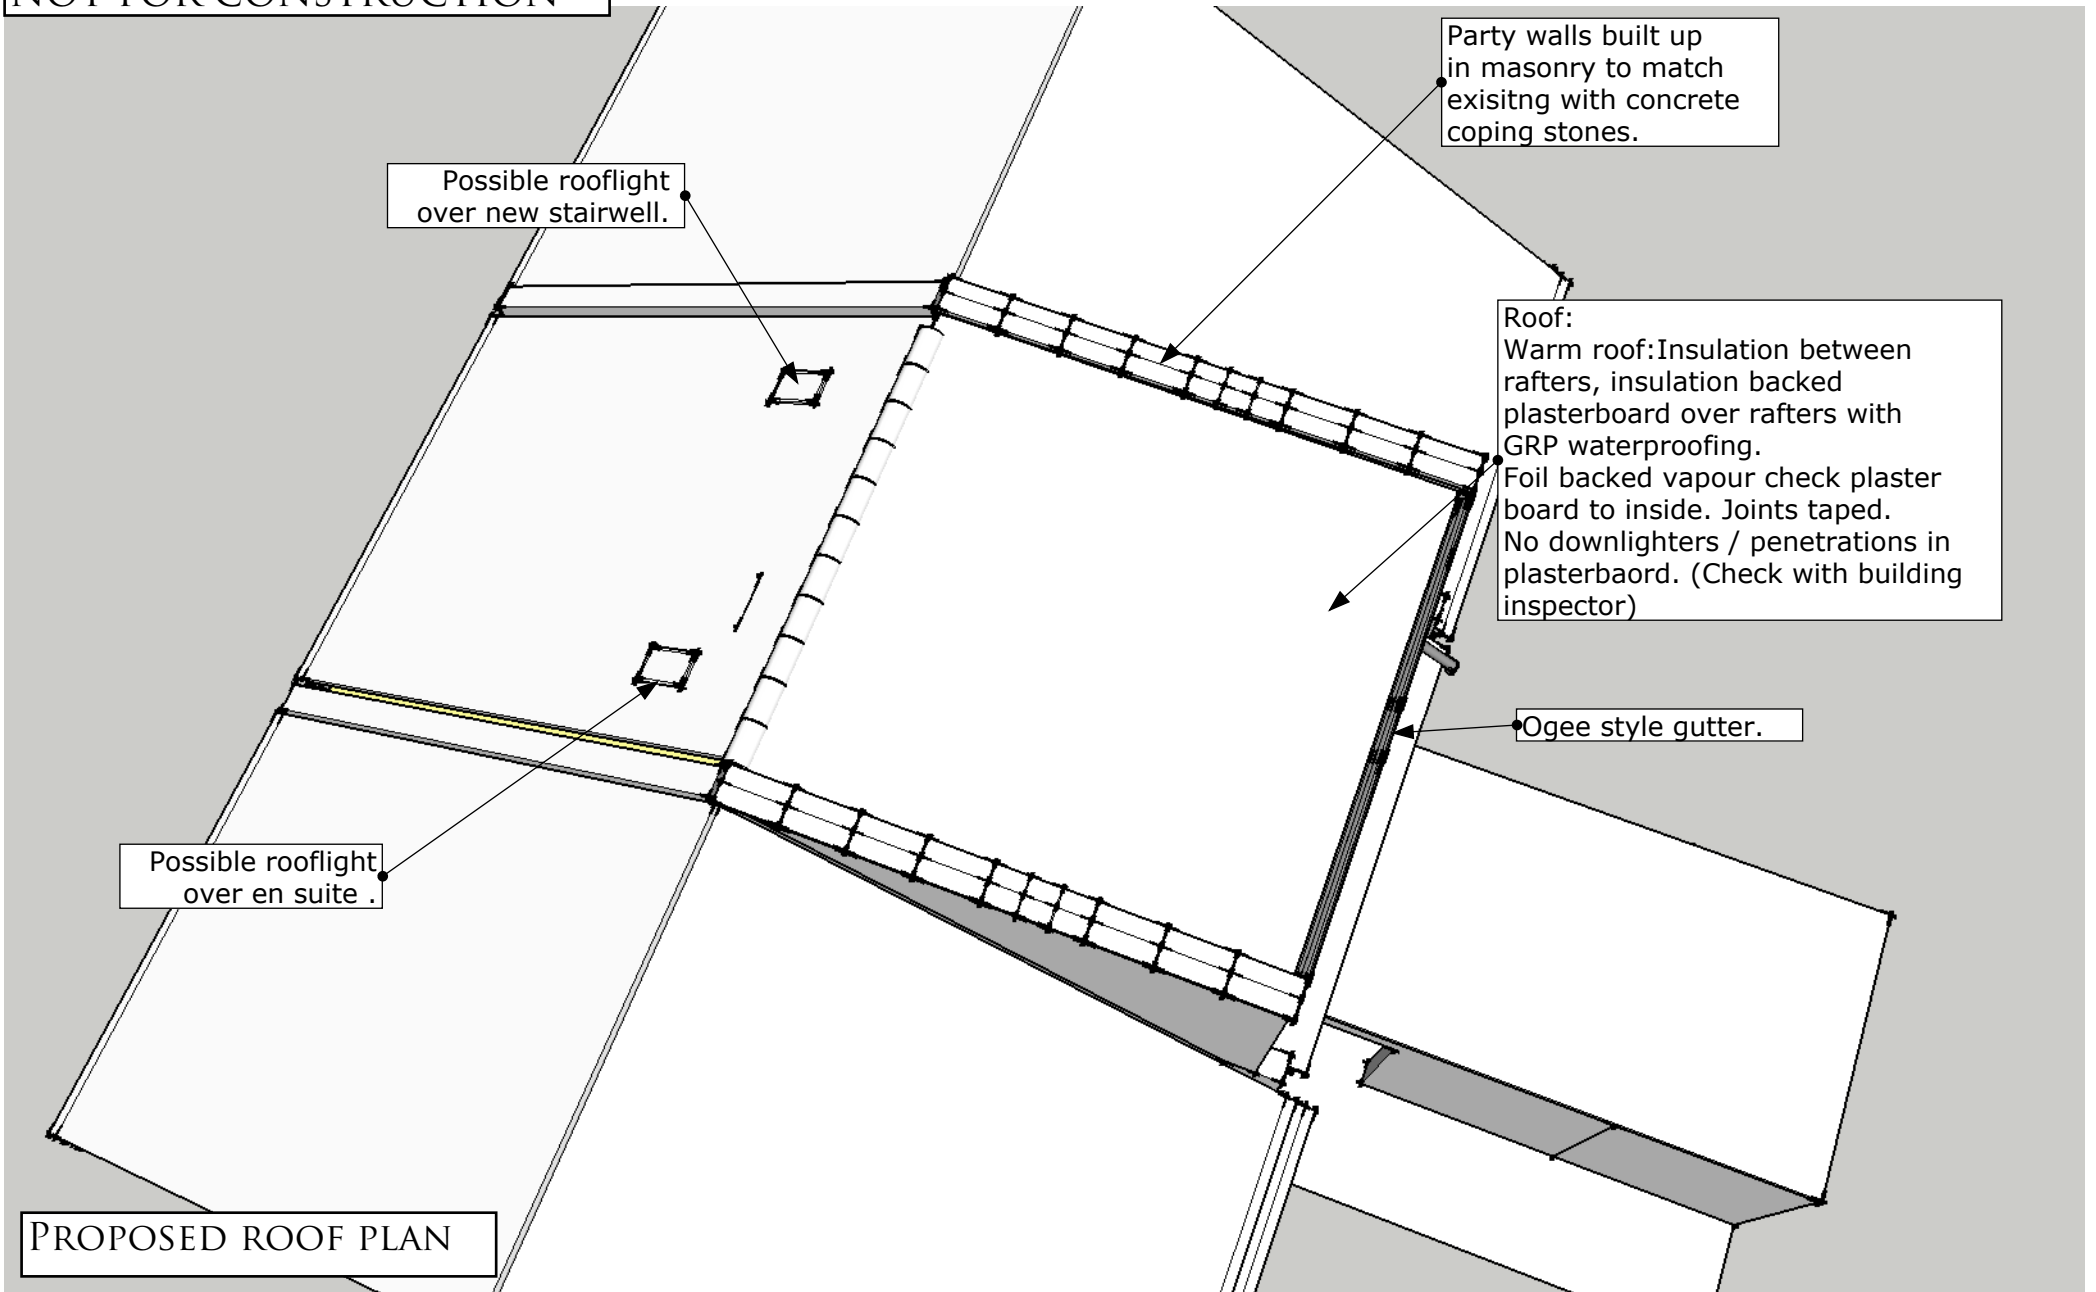 NOT FOR CONSTRUCTION
Party walls built up
in masonry to match
exisitng with concrete
coping stones.
Possible rooflight
over new stairwell.
Roof:
Warm roof:Insulation between
rafters, insulation backed
plasterboard over rafters with
GRP waterproofing.
Foil backed vapour check plaster
board to inside. Joints taped.
No downlighters / penetrations in
plasterbaord. (Check with building
inspector)
Ogee style gutter.
Possible rooflight
over en suite .
PROPOSED ROOF PLAN